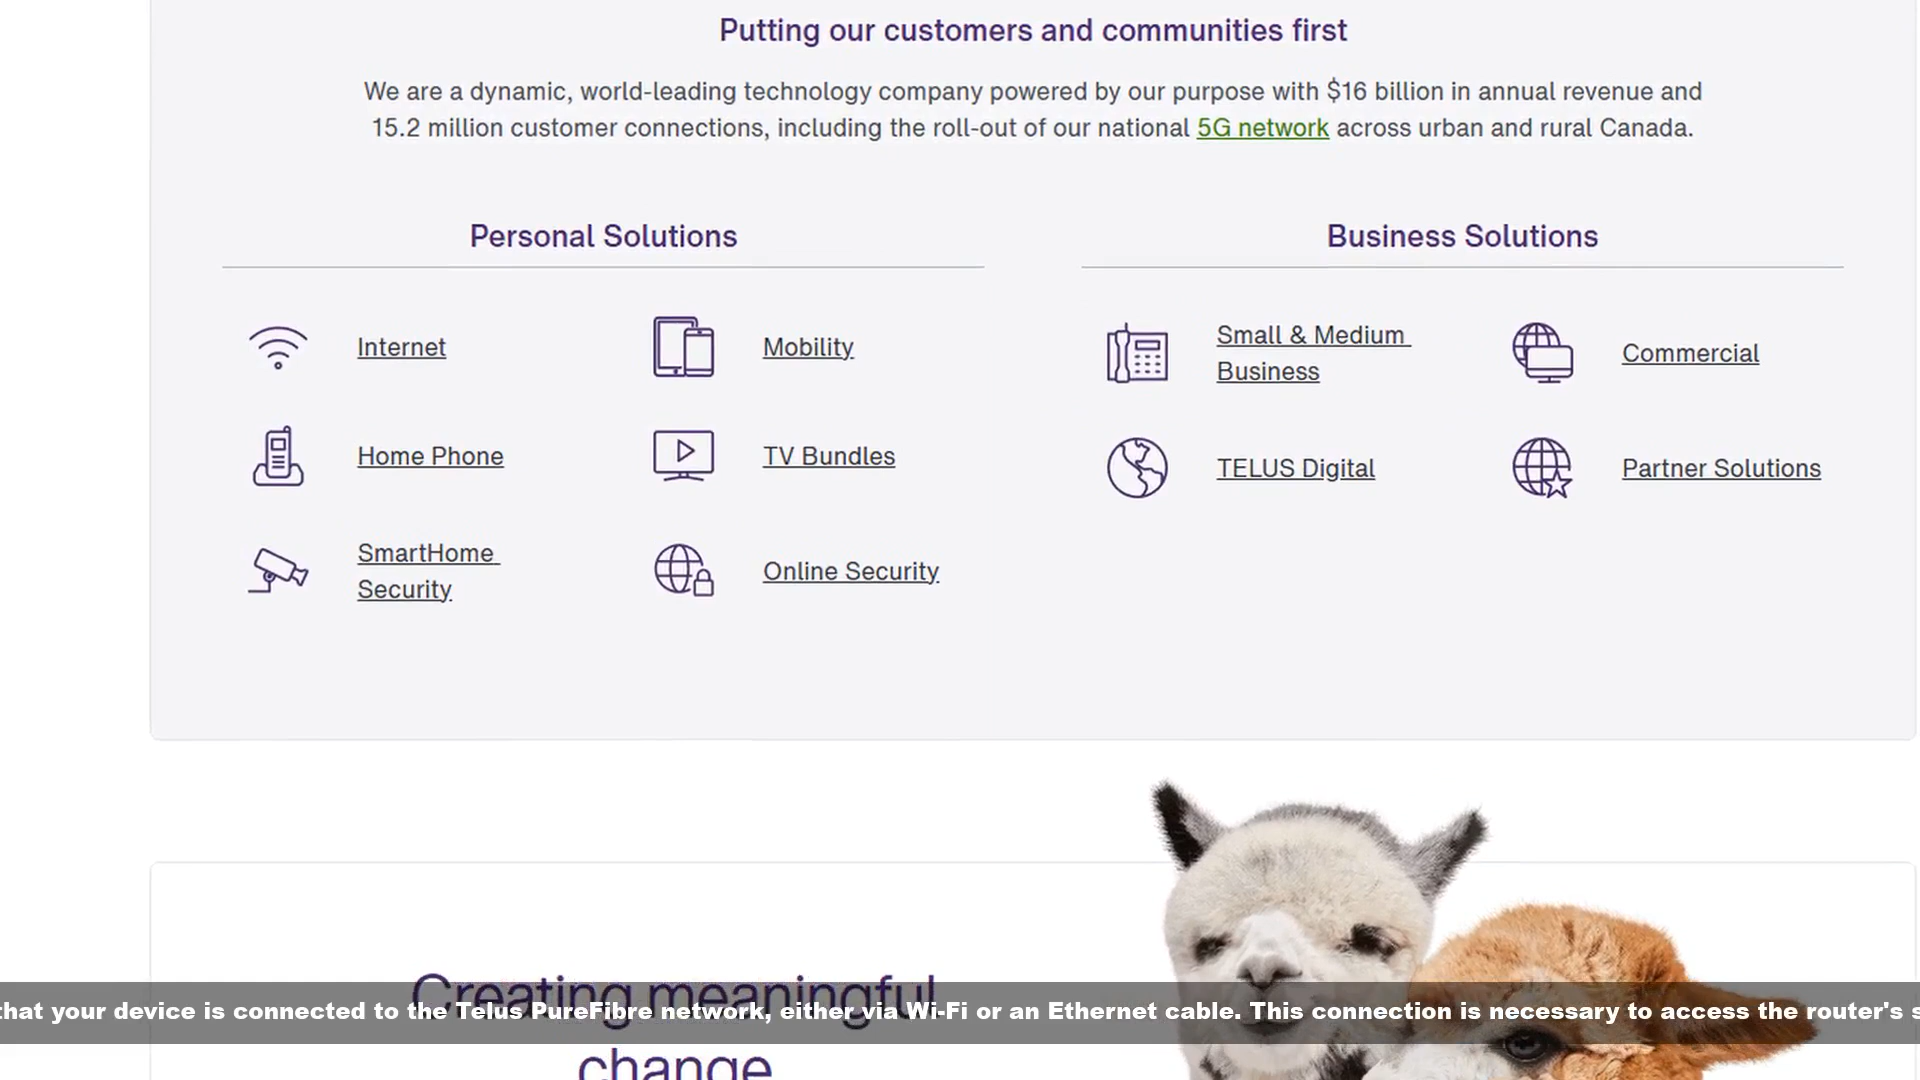 Putting our customers and communities first
We are a dynamic, world-leading technology company powered by our purpose with $16 billion in annual revenue and
15.2 million customer connections, including the roll-out of our national 5G network across urban and rural Canada.
Personal Solutions
Business Solutions
Internet
Mobility
Small & Medium
Business
Commercial
Home Phone
TV Bundles
TELUS Digital
Partner Solutions
SmartHome
Security
Online Security
Creating meaningful
change
that your device is connected to the Telus PureFibre network, either via Wi-Fi or an Ethernet cable. This connection is necessary to access the router's